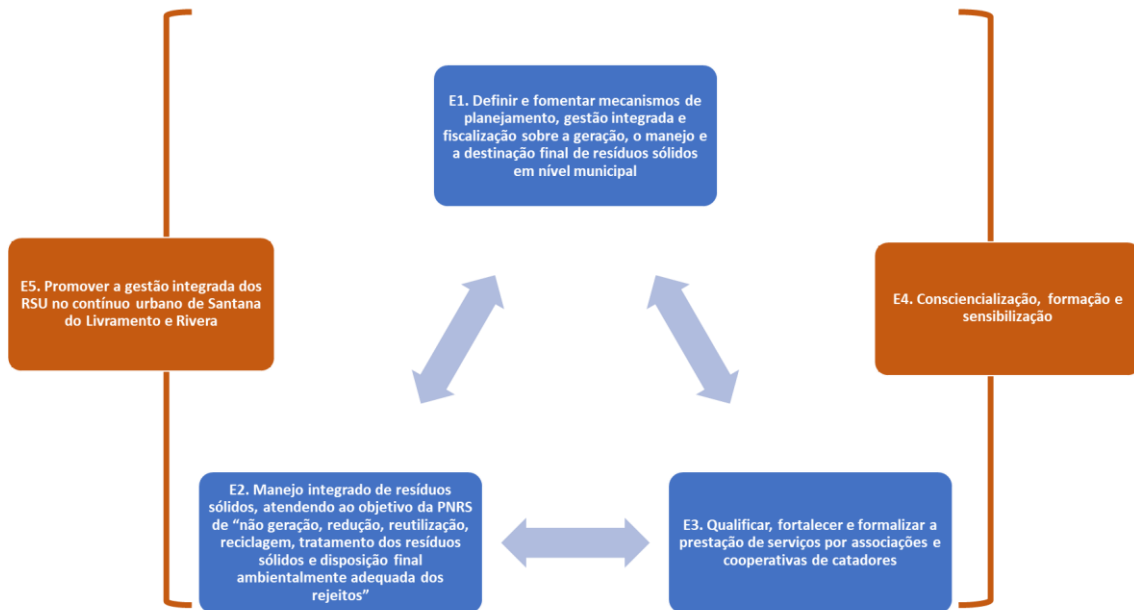 E1. Definir e fomentar mecanismos de
planejamento, gestão integrada e
fiscalização sobre a geração, o manejo e
a destinação final de resíduos sólidos
em nível municipal
E5. Promover a gestão integrada dos
RSU no contínuo urbano de Santana
do Livramento e Rivera
E4. Consciencialização, formação e
sensibilização
E2. Manejo integrado de resíduos
sólidos, atendendo ao objetivo da PNRS
de “não geração, redução, reutilização,
reciclagem, tratamento dos resíduos
sólidos e disposição final
ambientalmente adequada dos
rejeitos”
E3. Qualificar, fortalecer e formalizar a
prestação de serviços por associações e
cooperativas de catadores